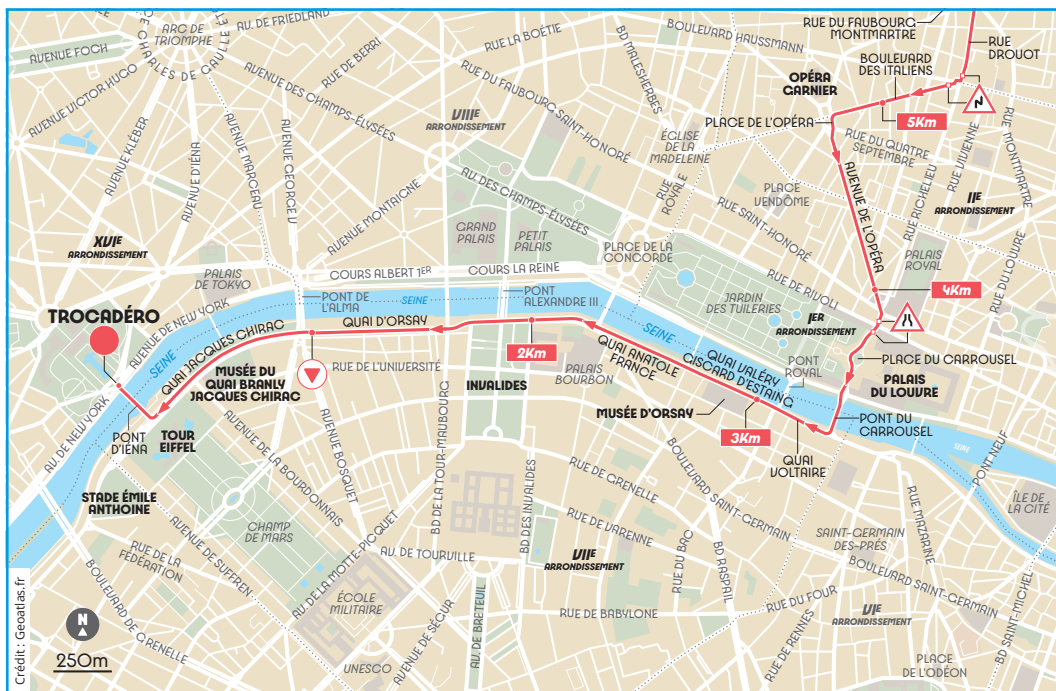 AV. DE FRIEDLAND
ARC DE
TRIOMPHE
PL. CHARLES DE GAULLE
AVENUE FOCH
AVENUE VICTOR HUGO
AVENUE KLÉBER
AVENUE D'IÉNA
AVENUE MARCEAU
AVENUE GEORGE V
AVENUE DES CHAMPS-ÉLYSÉES
RUE DE BERRI
RUE LA BOÉTIE
RUE DU FAUBOURG SAINT-HONORÉ
BD MALESHERBES
BOULEVARD HAUSSMANN
RUE DU FAUBOURG
MONTMARTRE
RUE
DROUOT
BOULEVARD
DES ITALIENS
OPÉRA
GARNIER
PLACE DE L'OPÉRA
5Km
RUE DU QUATRE
SEPTEMBRE
RUE VIVIENNE
RUE MONTMARTRE
RUE RICHELIEU
IIE
ARRONDISSEMENT
VIIIE
ARRONDISSEMENT
ÉGLISE
DE LA
MADELEINE
RUE
ROYALE
PLACE
VENDÔME
RUE SAINT-HONORÉ
AVENUE DE L'OPÉRA
PALAIS
ROYAL
RUE DU LOUVRE
AVENUE MONTAIGNE
AV. DES CHAMPS-ÉLYSÉES
GRAND
PALAIS
PETIT
PALAIS
PLACE DE LA
CONCORDE
XVIE
ARRONDISSEMENT
PALAIS
DE TOKYO
COURS ALBERT 1ER
COURS LA REINE
JARDIN
DES TUILERIES
RUE DE RIVOLI
4Km
IER
ARRONDISSEMENT
TROCADÉRO
AVENUE DE NEW YORK
SEINE
PONT DE
L'ALMA
SEINE
PONT
ALEXANDRE III
SEINE
QUAI JACQUES CHIRAC
QUAI D'ORSAY
2Km
QUAI ANATOLE
FRANCE
QUAI VALÉRY
GISCARD D'ESTAING
PONT
ROYAL
PLACE DU CARROUSEL
PALAIS
DU LOUVRE
MUSÉE DU
QUAI BRANLY
JACQUES CHIRAC
RUE DE L'UNIVERSITÉ
INVALIDES
PALAIS
BOURBON
MUSÉE D'ORSAY
3Km
QUAI
VOLTAIRE
PONT DU
CARROUSEL
SEINE
PONT NEUF
ÎLE DE
LA CITÉ
AV. DE NEW YORK
PONT
D'IÉNA
TOUR
EIFFEL
AVENUE DE LA BOURDONNAIS
AVENUE BOSQUET
BD DE LA TOUR-MAUBOURG
BD DES INVALIDES
RUE DE GRENELLE
RUE DE VARENNE
BOULEVARD SAINT-GERMAIN
RUE DU BAC
BD RASPAIL
SAINT-GERMAIN
DES-PRÉS
RUE MAZARINE
BOULEVARD SAINT-GERMAIN
STADE ÉMILE
ANTHOINE
CHAMP
DE MARS
RUE DE LA
FÉDÉRATION
AVENUE DE SUFFREN
AV. DE LA MOTTE-PICQUET
AV. DE TOURVILLE
VIIE
ARRONDISSEMENT
ÉCOLE
MILITAIRE
AVENUE DE SÉGUR
AV. DE BRETEUIL
RUE DE BABYLONE
RUE DU FOUR
RUE DE RENNES
VIE
ARRONDISSEMENT
BD SAINT-MICHEL
PLACE
DE L'ODÉON
BOULEVARD DE GRENELLE
UNESCO
N
250m
Crédit : Geoatlas.fr